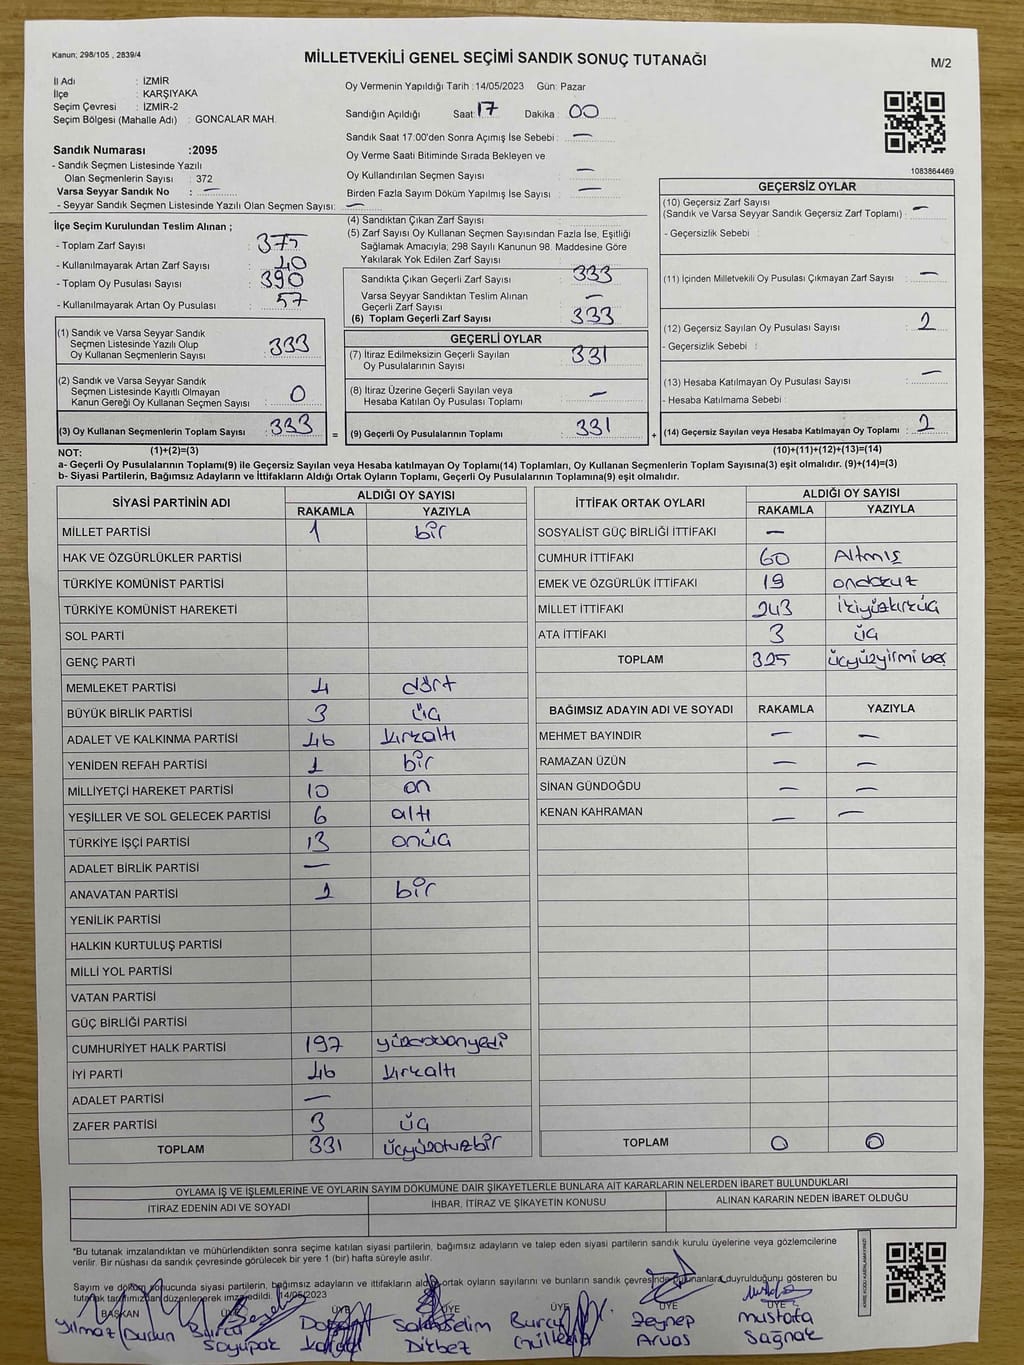 Kanun; 298/105 , 2839/4
MİLLETVEKİLİ GENEL SEÇİMİ SANDIK SONUÇ TUTANAĞI
M/2
İl Adı : İZMİR
İlçe : KARŞIYAKA
Seçim Çevresi : İZMİR-2
Seçim Bölgesi (Mahalle Adı) : GONCALAR MAH.
Sandık Numarası :2095
- Sandık Seçmen Listesinde Yazılı
Olan Seçmenlerin Sayısı : 372
Varsa Seyyar Sandık No : —
- Seyyar Sandık Seçmen Listesinde Yazılı Olan Seçmen Sayısı: —
Oy Vermenin Yapıldığı Tarih : 14/05/2023 Gün: Pazar
Sandığın Açıldığı Saat : 17 Dakika : 00
Sandık Saat 17.00'den Sonra Açımış İse Sebebi : —
Oy Verme Saati Bitiminde Sırada Bekleyen ve
Oy Kullandırılan Seçmen Sayısı : —
Birden Fazla Sayım Döküm Yapılmış İse Sayısı : —
1083864469
İlçe Seçim Kurulundan Teslim Alınan ;
- Toplam Zarf Sayısı : 375
- Kullanılmayarak Artan Zarf Sayısı : 40
- Toplam Oy Pusulası Sayısı : 390
- Kullanılmayarak Artan Oy Pusulası : 57
(1) Sandık ve Varsa Seyyar Sandık
Seçmen Listesinde Yazılı Olup
Oy Kullanan Seçmenlerin Sayısı : 333
(2) Sandık ve Varsa Seyyar Sandık
Seçmen Listesinde Kayıtlı Olmayan
Kanun Gereği Oy Kullanan Seçmen Sayısı : 0
(3) Oy Kullanan Seçmenlerin Toplam Sayısı : 333
(1)+(2)=(3)
(4) Sandıktan Çıkan Zarf Sayısı :
(5) Zarf Sayısı Oy Kullanan Seçmen Sayısından Fazla İse, Eşitliği
Sağlamak Amacıyla; 298 Sayılı Kanunun 98. Maddesine Göre
Yakılarak Yok Edilen Zarf Sayısı :
Sandıkta Çıkan Geçerli Zarf Sayısı : 333
Varsa Seyyar Sandıktan Teslim Alınan
Geçerli Zarf Sayısı : —
(6) Toplam Geçerli Zarf Sayısı : 333
GEÇERLİ OYLAR
(7) İtiraz Edilmeksizin Geçerli Sayılan
Oy Pusulalarının Sayısı : 331
(8) İtiraz Üzerine Geçerli Sayılan veya
Hesaba Katılan Oy Pusulası Toplamı : —
= (9) Geçerli Oy Pusulalarının Toplamı : 331 +
GEÇERSİZ OYLAR
(10) Geçersiz Zarf Sayısı
(Sandık ve Varsa Seyyar Sandık Geçersiz Zarf Toplamı) : —
- Geçersizlik Sebebi :
(11) İçinden Milletvekili Oy Pusulası Çıkmayan Zarf Sayısı : —
(12) Geçersiz Sayılan Oy Pusulası Sayısı : 2
- Geçersizlik Sebebi :
(13) Hesaba Katılmayan Oy Pusulası Sayısı : —
- Hesaba Katılmama Sebebi :
(14) Geçersiz Sayılan veya Hesaba Katılmayan Oy Toplamı : 2
(10)+(11)+(12)+(13)=(14)
NOT:
a- Geçerli Oy Pusulalarının Toplamı(9) ile Geçersiz Sayılan veya Hesaba katılmayan Oy Toplamı(14) Toplamları, Oy Kullanan Seçmenlerin Toplam Sayısına(3) eşit olmalıdır. (9)+(14)=(3)
b- Siyasi Partilerin, Bağımsız Adayların ve İttifakların Aldığı Ortak Oyların Toplamı, Geçerli Oy Pusulalarının Toplamına(9) eşit olmalıdır.
SİYASİ PARTİNİN ADI ALDIĞI OY SAYISI
RAKAMLA YAZIYLA
MİLLET PARTİSİ 1 bir
HAK VE ÖZGÜRLÜKLER PARTİSİ
TÜRKİYE KOMÜNİST PARTİSİ
TÜRKİYE KOMÜNİST HAREKETİ
SOL PARTİ
GENÇ PARTİ
MEMLEKET PARTİSİ 4 dört
BÜYÜK BİRLİK PARTİSİ 3 üç
ADALET VE KALKINMA PARTİSİ 46 kırkaltı
YENİDEN REFAH PARTİSİ 1 bir
MİLLİYETÇİ HAREKET PARTİSİ 10 on
YEŞİLLER VE SOL GELECEK PARTİSİ 6 altı
TÜRKİYE İŞÇİ PARTİSİ 13 onüç
ADALET BİRLİK PARTİSİ —
ANAVATAN PARTİSİ 1 bir
YENİLİK PARTİSİ
HALKIN KURTULUŞ PARTİSİ
MİLLİ YOL PARTİSİ
VATAN PARTİSİ
GÜÇ BİRLİĞİ PARTİSİ
CUMHURİYET HALK PARTİSİ 197 yüzdoksanyedi
İYİ PARTİ 46 kırkaltı
ADALET PARTİSİ —
ZAFER PARTİSİ 3 üç
TOPLAM 331 üçyüzotuzbir
İTTİFAK ORTAK OYLARI ALDIĞI OY SAYISI
RAKAMLA YAZIYLA
SOSYALİST GÜÇ BİRLİĞİ İTTİFAKI —
CUMHUR İTTİFAKI 60 Altmış
EMEK VE ÖZGÜRLÜK İTTİFAKI 19 ondokuz
MİLLET İTTİFAKI 243 ikiyüzkırküç
ATA İTTİFAKI 3 üç
TOPLAM 325 üçyüzyirmi beş
BAĞIMSIZ ADAYIN ADI VE SOYADI RAKAMLA YAZIYLA
MEHMET BAYINDIR — —
RAMAZAN ÜZÜN — —
SİNAN GÜNDOĞDU — —
KENAN KAHRAMAN — —
TOPLAM 0 0
OYLAMA İŞ VE İŞLEMLERİNE VE OYLARIN SAYIM DÖKÜMÜNE DAİR ŞİKAYETLERLE BUNLARA AİT KARARLARIN NELERDEN İBARET BULUNDUKLARI
İTİRAZ EDENİN ADI VE SOYADI İHBAR, İTİRAZ VE ŞİKAYETİN KONUSU ALINAN KARARIN NEDEN İBARET OLDUĞU
*Bu tutanak imzalandıktan ve mühürlendikten sonra seçime katılan siyasi partilerin, bağımsız adayların ve talep eden siyasi partilerin sandık kurulu üyelerine veya gözlemcilerine
verilir. Bir nüshası da sandık çevresinde görülecek bir yere 1 (bir) hafta süreyle asılır.
Sayım ve döküm sonucunda siyasi partilerin, bağımsız adayların ve ittifakların aldığı ortak oyların sayılarını ve bunların sandık çevresinde bulunanlara duyrulduğunu gösteren bu
tutanak tarafımızdan düzenlenerek imza edildi. 14/05/2023
BAŞKAN ÜYE ÜYE ÜYE ÜYE ÜYE
Yılmaz Dursun Burcu Salih Selim Burcu Zeynep mustafa
Dikbez Arvas Sağnak